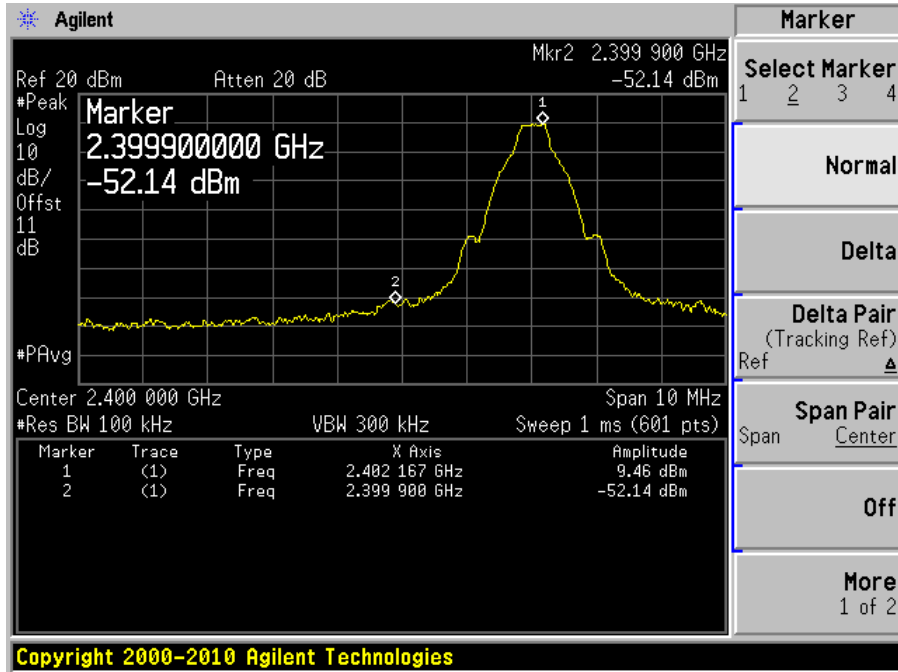 Agilent
Marker
Mkr2 2.399 900 GHz
Ref 20 dBm Atten 20 dB -52.14 dBm
#Peak
Log
10
dB/
Offst
11
dB
#PAvg
Marker
2.399900000 GHz
-52.14 dBm
1
2
Center 2.400 000 GHz Span 10 MHz
#Res BW 100 kHz VBW 300 kHz Sweep 1 ms (601 pts)
Marker Trace Type X Axis Amplitude
1 (1) Freq 2.402 167 GHz 9.46 dBm
2 (1) Freq 2.399 900 GHz -52.14 dBm
Select Marker
1 2 3 4
Normal
Delta
Delta Pair
(Tracking Ref)
Ref Δ
Span Pair
Span Center
Off
More
1 of 2
Copyright 2000-2010 Agilent Technologies